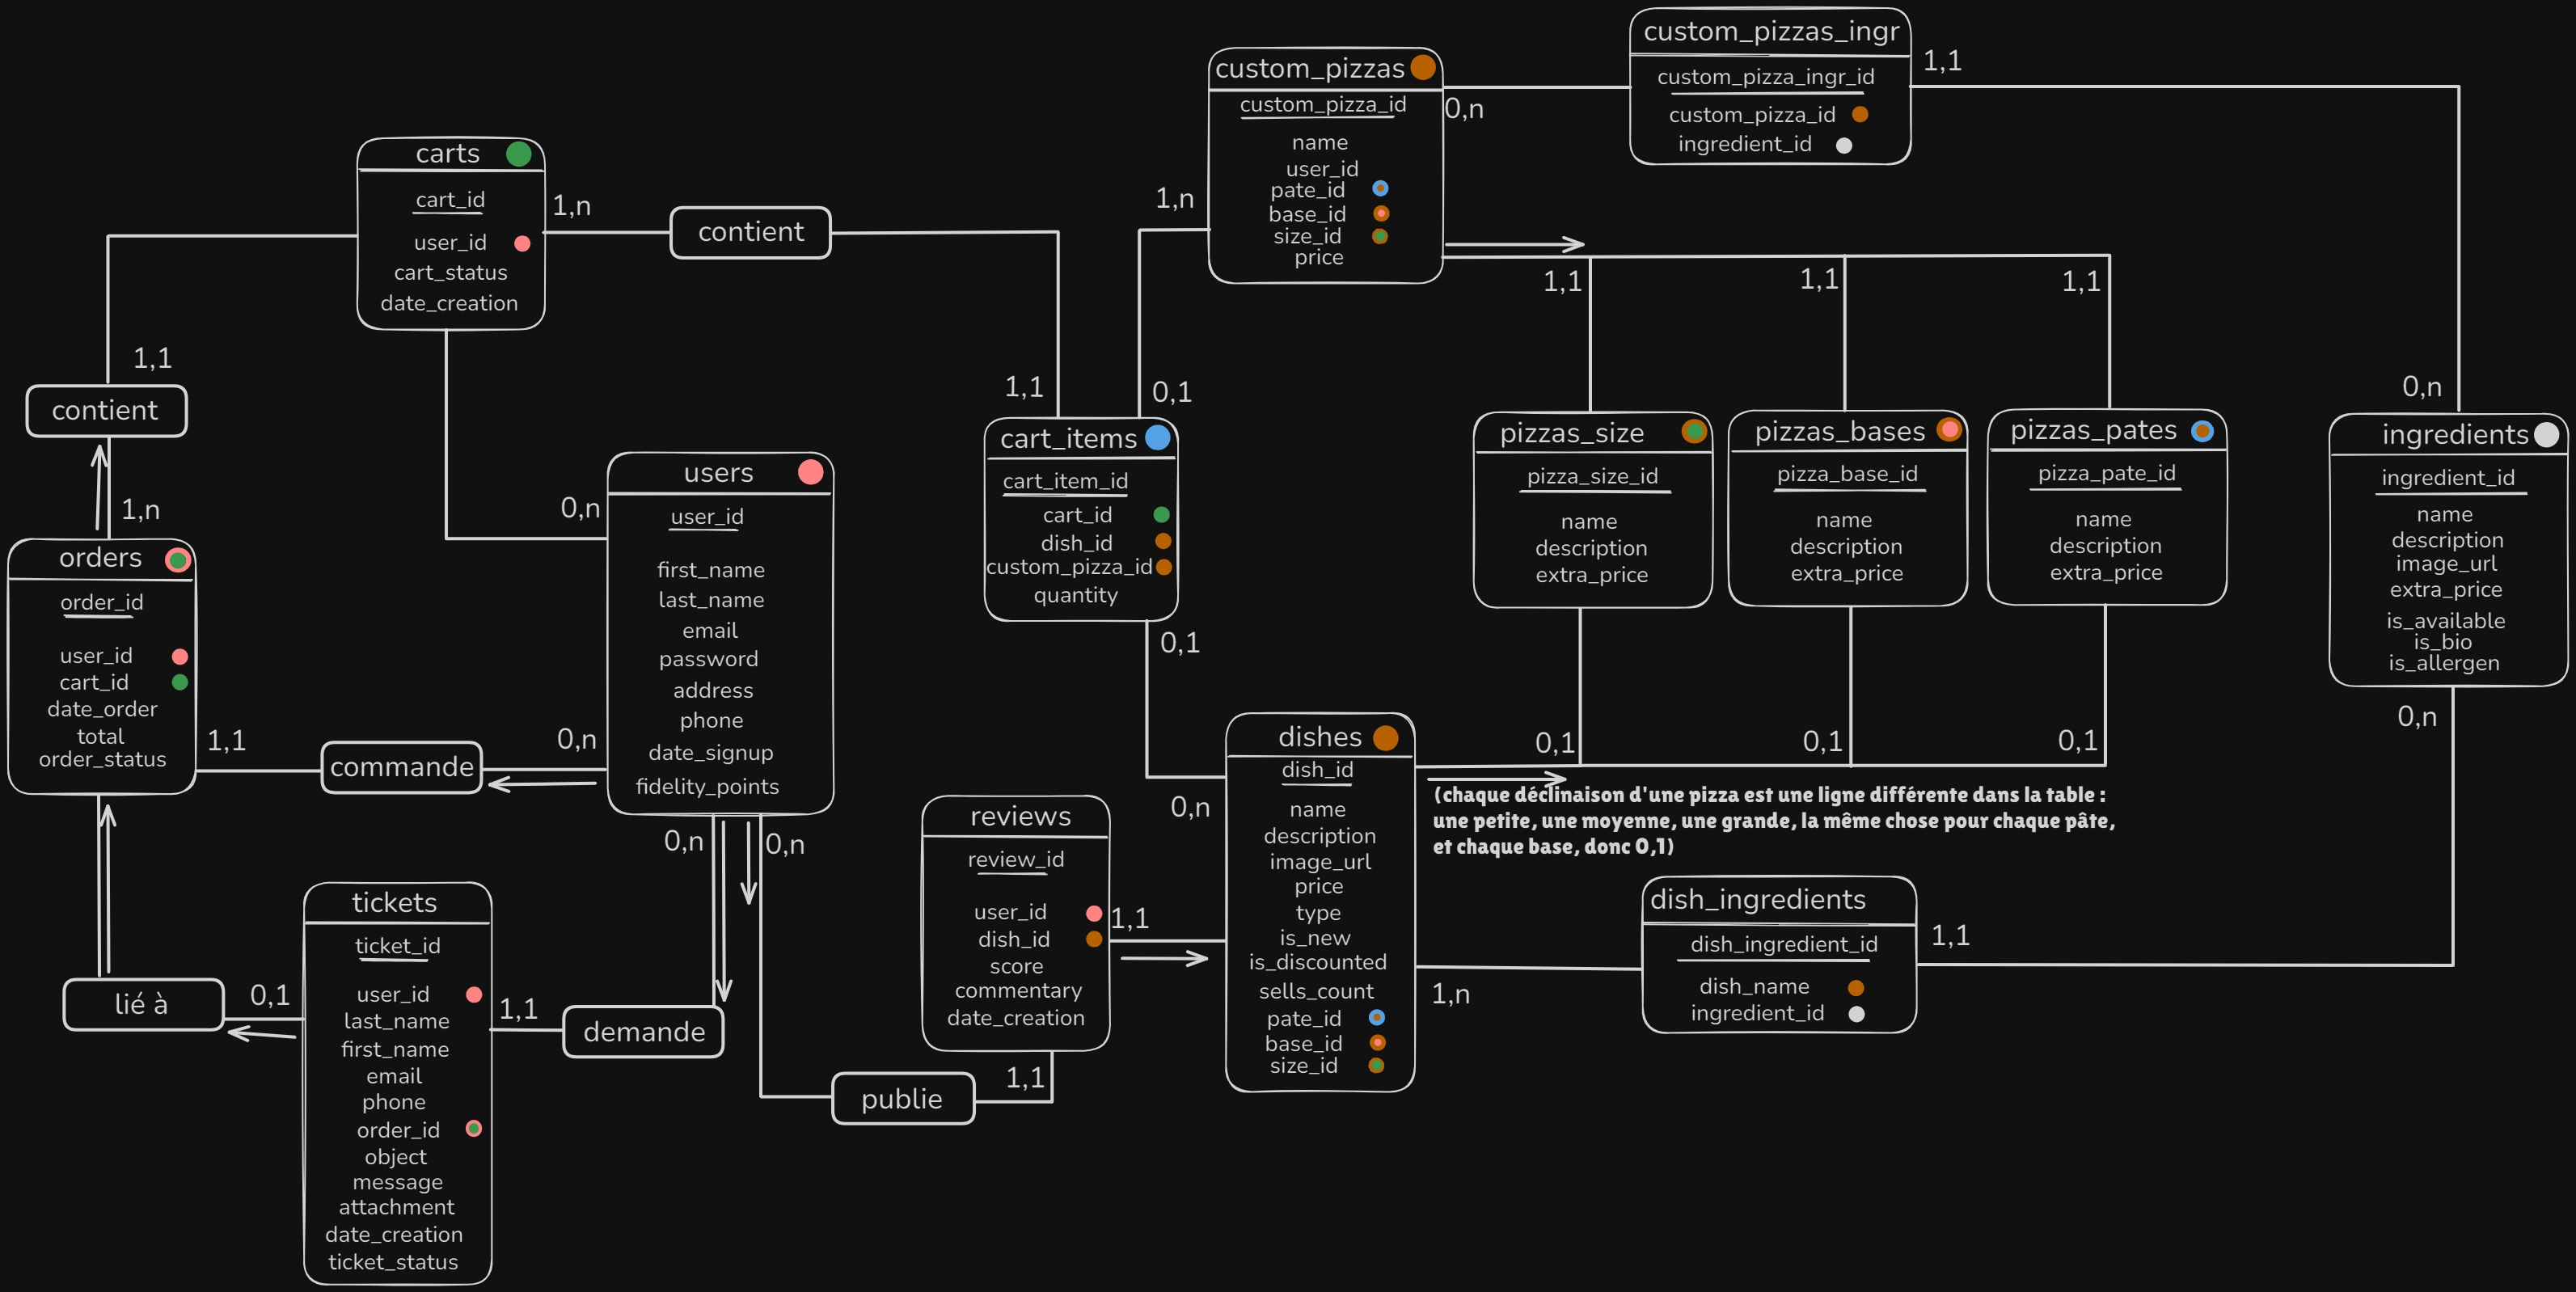 custom_pizzas_ingr
custom_pizza_ingr_id
custom_pizza_id
ingredient_id
1,1
custom_pizzas
custom_pizza_id
name
user_id
pate_id
base_id
size_id
price
0,n
1,n
carts
cart_id
user_id
cart_status
date_creation
1,n
contient
1,1
1,1
1,1
1,1
contient
1,n
1,1
0,1
0,n
cart_items
cart_item_id
cart_id
dish_id
custom_pizza_id
quantity
0,1
pizzas_size
pizza_size_id
name
description
extra_price
0,1
pizzas_bases
pizza_base_id
name
description
extra_price
0,1
pizzas_pates
pizza_pate_id
name
description
extra_price
0,1
ingredients
ingredient_id
name
description
image_url
extra_price
is_available
is_bio
is_allergen
0,n
users
user_id
first_name
last_name
email
password
address
phone
date_signup
fidelity_points
0,n
0,n
0,n
0,n
orders
order_id
user_id
cart_id
date_order
total
order_status
1,1
commande
dishes
dish_id
name
description
image_url
price
type
is_new
is_discounted
sells_count
pate_id
base_id
size_id
0,n
1,n
(chaque déclinaison d'une pizza est une ligne différente dans la table :
une petite, une moyenne, une grande, la même chose pour chaque pâte,
et chaque base, donc 0,1)
reviews
review_id
user_id
dish_id
score
commentary
date_creation
1,1
1,1
dish_ingredients
dish_ingredient_id
dish_name
ingredient_id
1,1
tickets
ticket_id
user_id
last_name
first_name
email
phone
order_id
object
message
attachment
date_creation
ticket_status
lié à
0,1
1,1
demande
publie